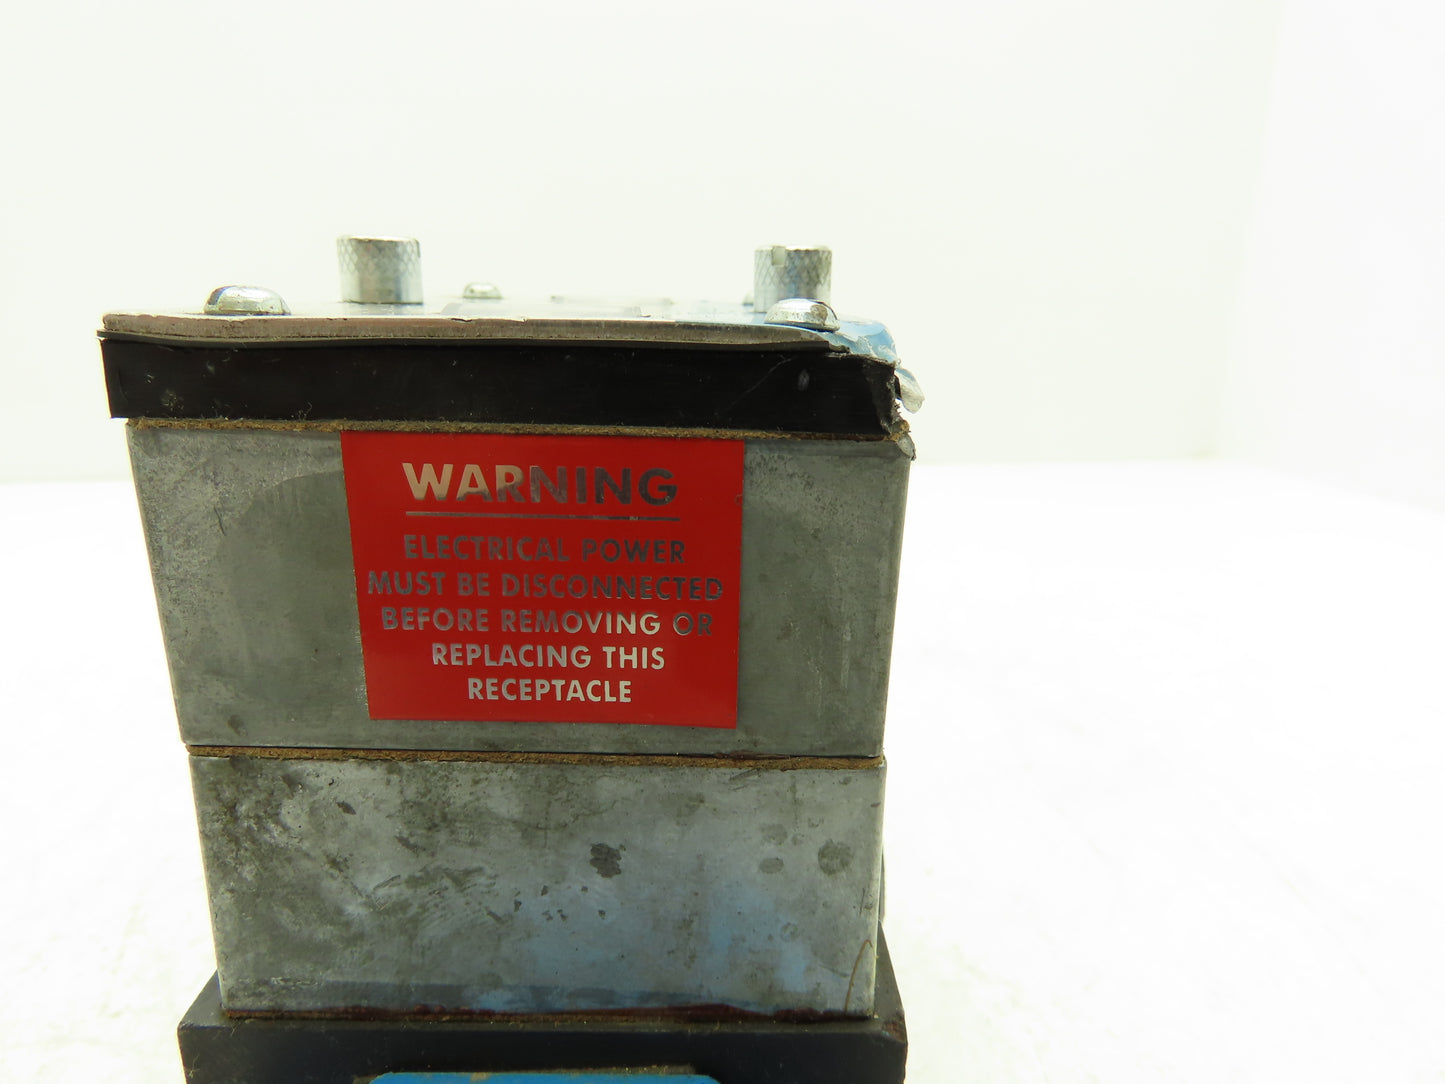 WARNING
ELECTRICAL POWER
MUST BE DISCONNECTED
BEFORE REMOVING OR
REPLACING THIS
RECEPTACLE